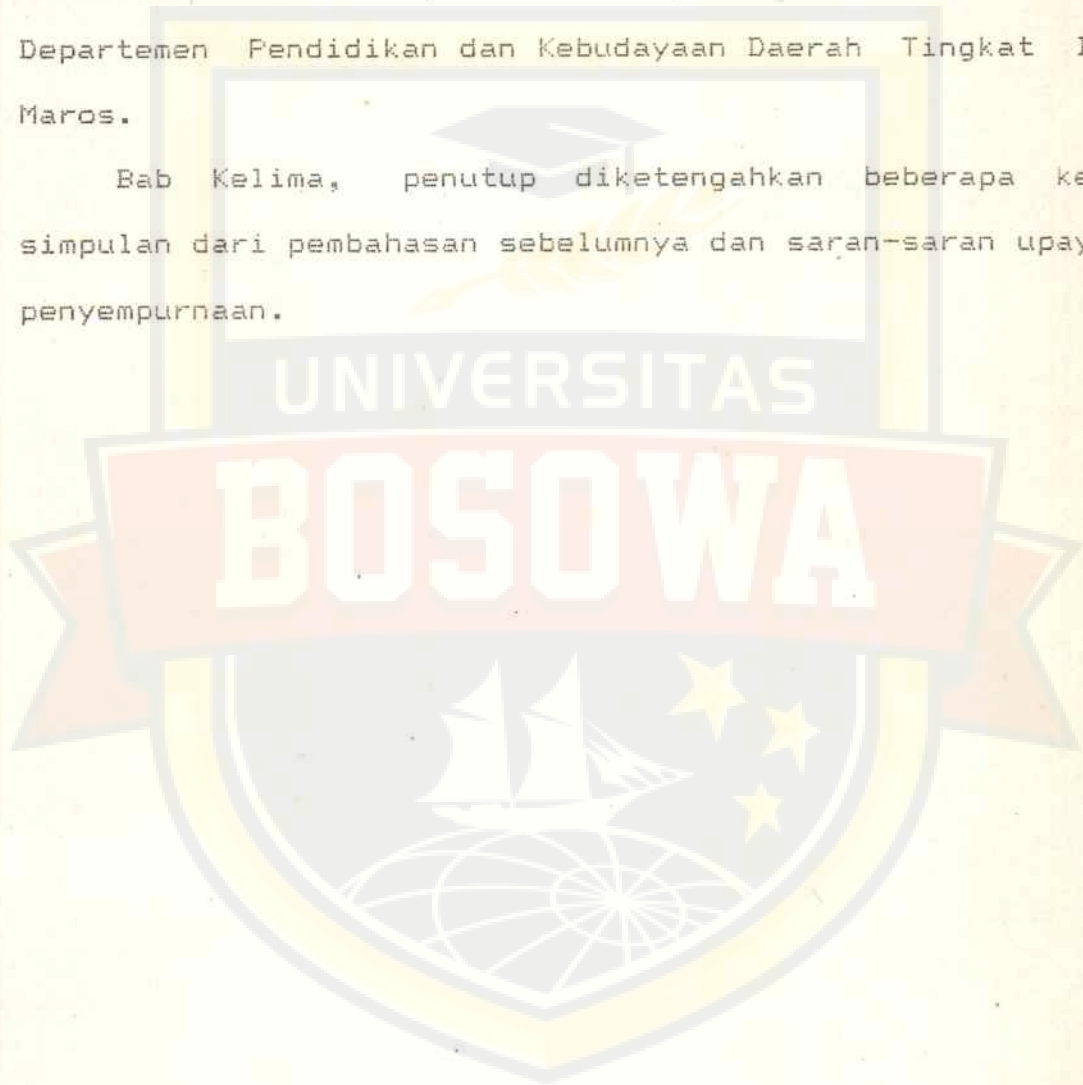 Departemen Pendidikan dan Kebudayaan Daerah Tingkat
Maros.
Bab Kelima, penutup diketengahkan beberapa ke
simpulan dari pembahasan sebelumnya dan saran-saran upay
penyempurnaan.
UNIVERSITAS
BOSOWA